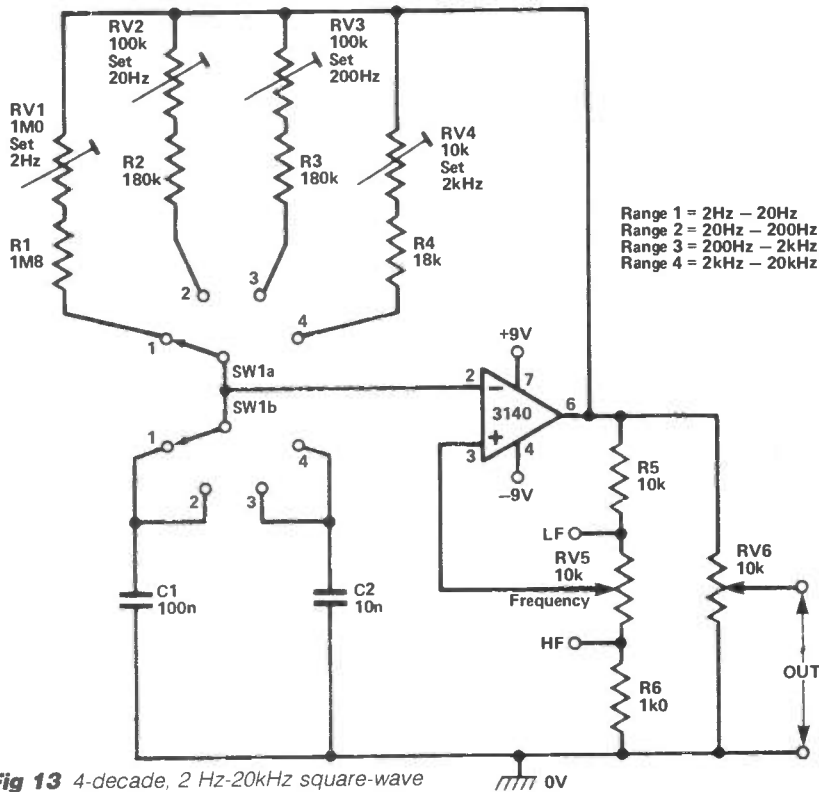 RV2
100k
Set
20Hz
RV3
100k
Set
200Hz
RV1
1M0
Set
2Hz
R2
180k
R3
180k
RV4
10k
Set
2kHz
R1
1M8
R4
18k
Range 1 = 2Hz – 20Hz
Range 2 = 20Hz – 200Hz
Range 3 = 200Hz – 2kHz
Range 4 = 2kHz – 20kHz
2
3
1
4
SW1a
SW1b
+9V
2
–
7
3140
6
+
3
4
–9V
1
4
2
3
R5
10k
LF
RV5
10k
Frequency
RV6
10k
C1
100n
C2
10n
HF
R6
1k0
OUT
Fig 13 4-decade, 2 Hz-20kHz square-wave
0V